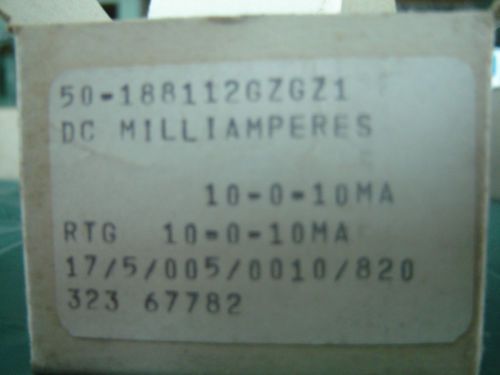 50-188112GZGZ1
DC MILLIAMPERES
10-0-10MA
RTG 10-0-10MA
17/5/005/0010/820
323 67782